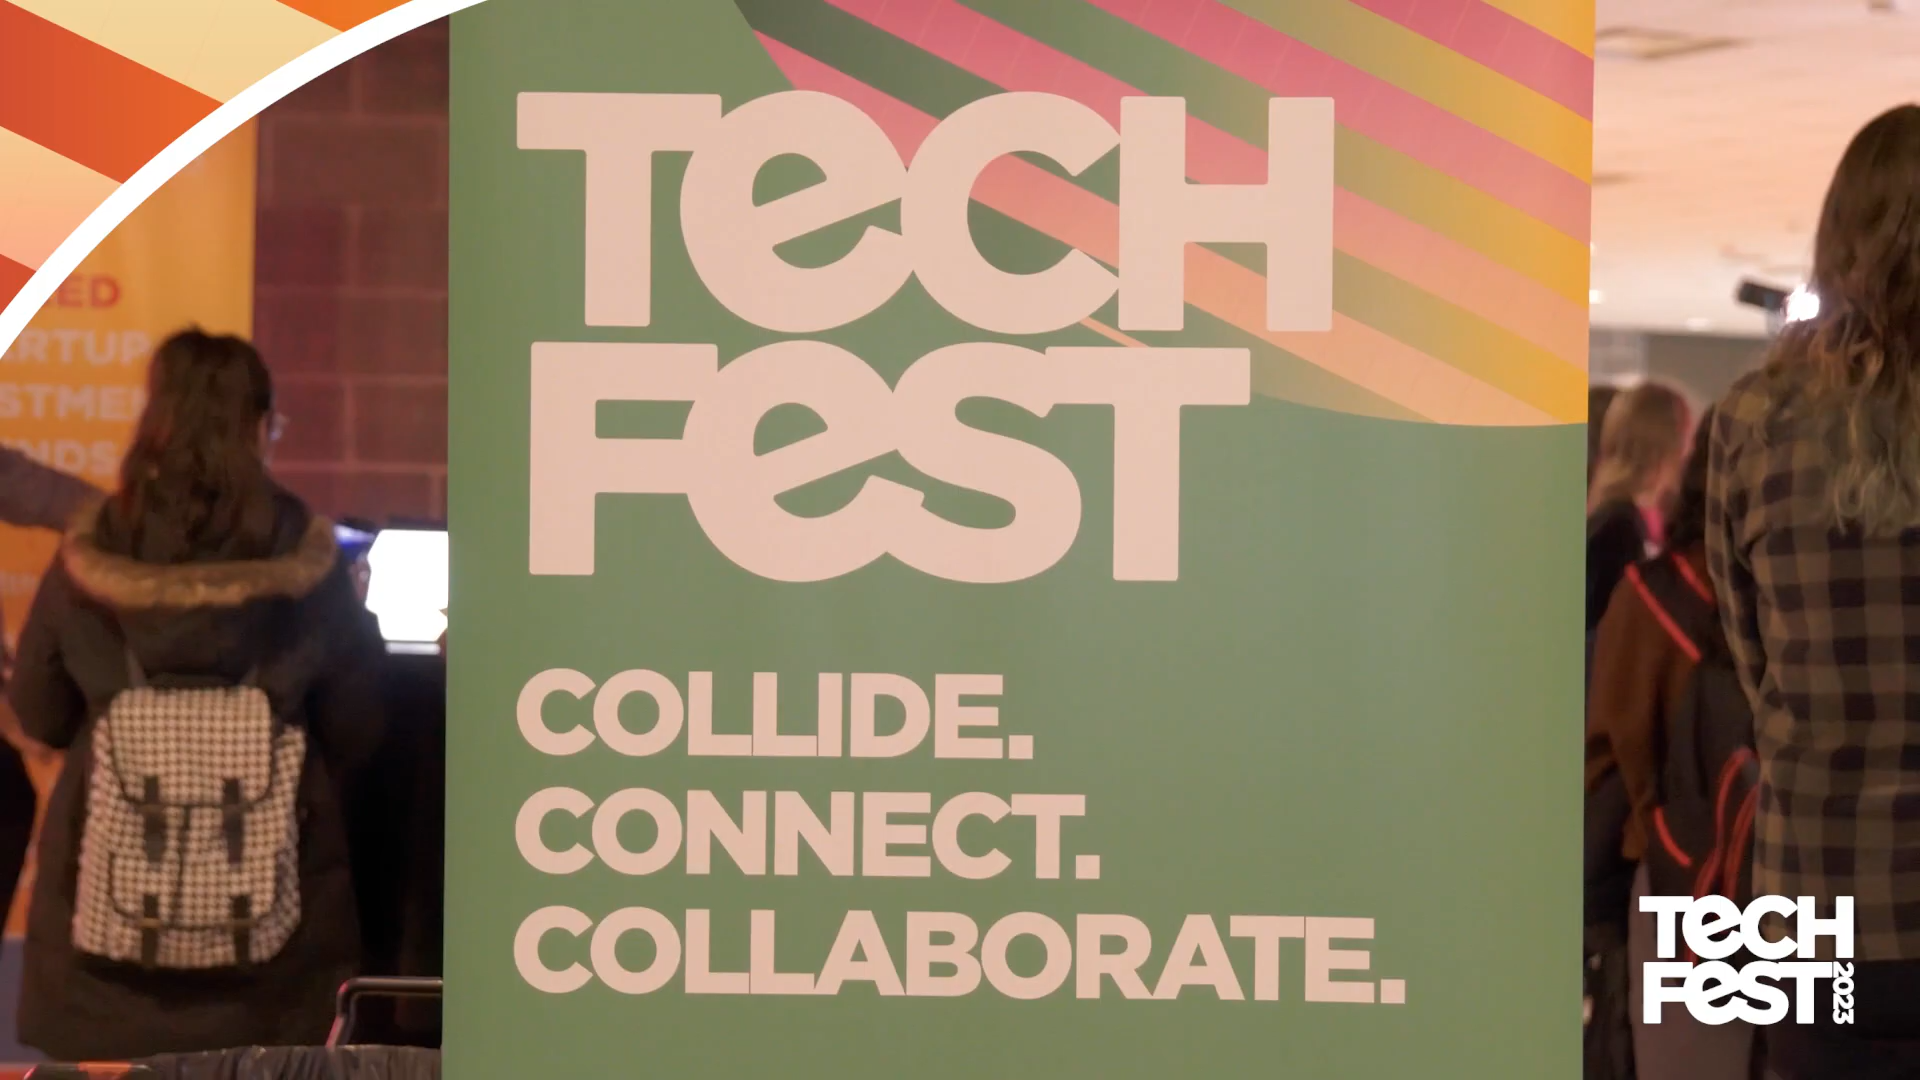 TeCH
FeST
COLLIDE.
CONNECT.
COLLABORATE.
TeCH
FeST 2023